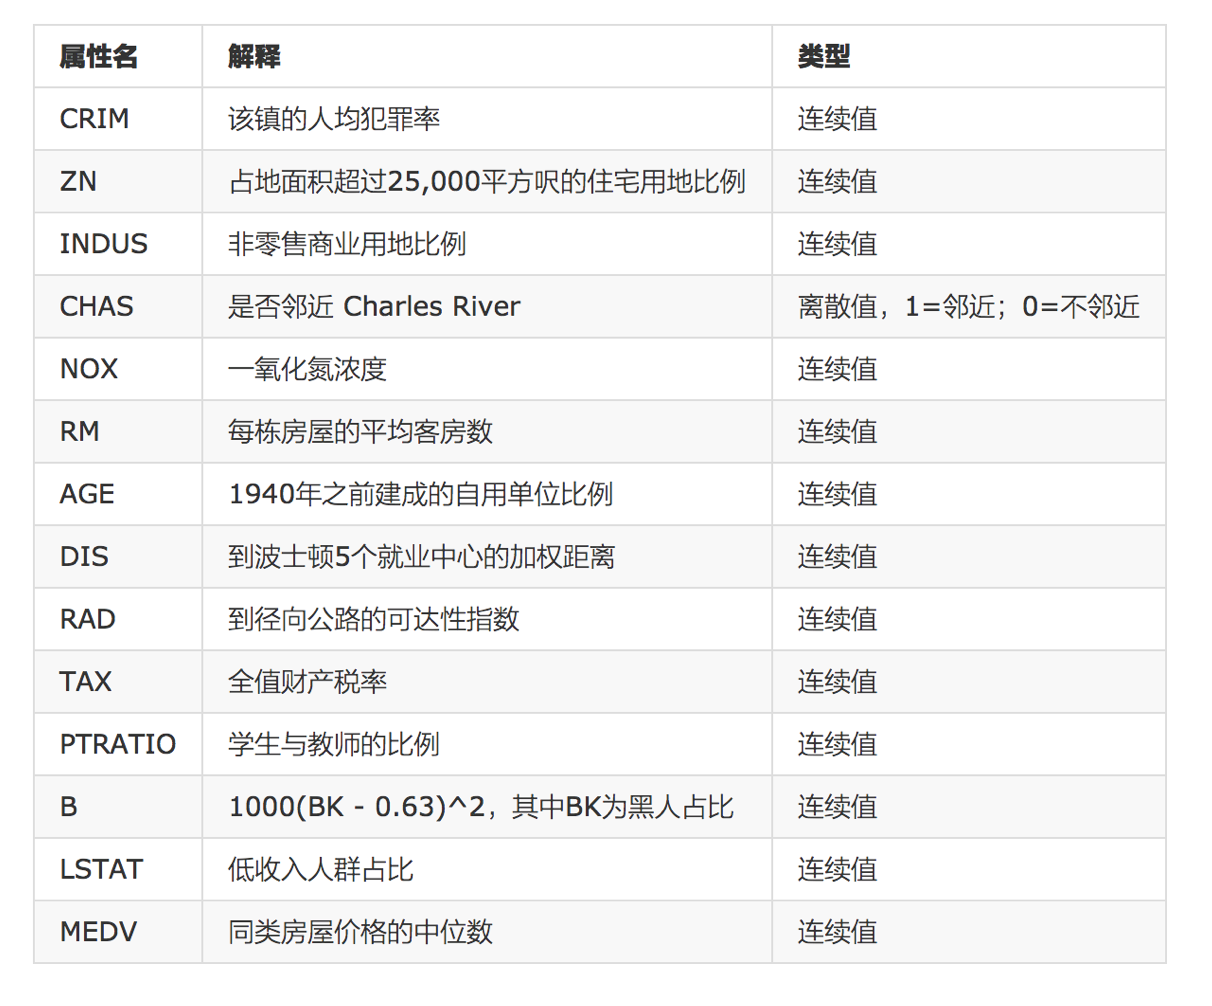 属性名 解释 类型
CRIM 该镇的人均犯罪率 连续值
ZN 占地面积超过25,000平方呎的住宅用地比例 连续值
INDUS 非零售商业用地比例 连续值
CHAS 是否邻近 Charles River 离散值，1=邻近；0=不邻近
NOX 一氧化氮浓度 连续值
RM 每栋房屋的平均客房数 连续值
AGE 1940年之前建成的自用单位比例 连续值
DIS 到波士顿5个就业中心的加权距离 连续值
RAD 到径向公路的可达性指数 连续值
TAX 全值财产税率 连续值
PTRATIO 学生与教师的比例 连续值
B 1000(BK - 0.63)^2，其中BK为黑人占比 连续值
LSTAT 低收入人群占比 连续值
MEDV 同类房屋价格的中位数 连续值